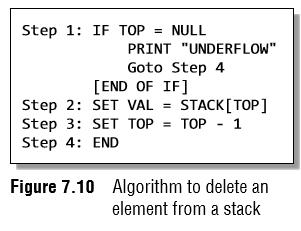 Step 1: IF TOP = NULL
PRINT "UNDERFLOW"
Goto Step 4
[END OF IF]
Step 2: SET VAL = STACK[TOP]
Step 3: SET TOP = TOP - 1
Step 4: END
Figure 7.10 Algorithm to delete an
element from a stack